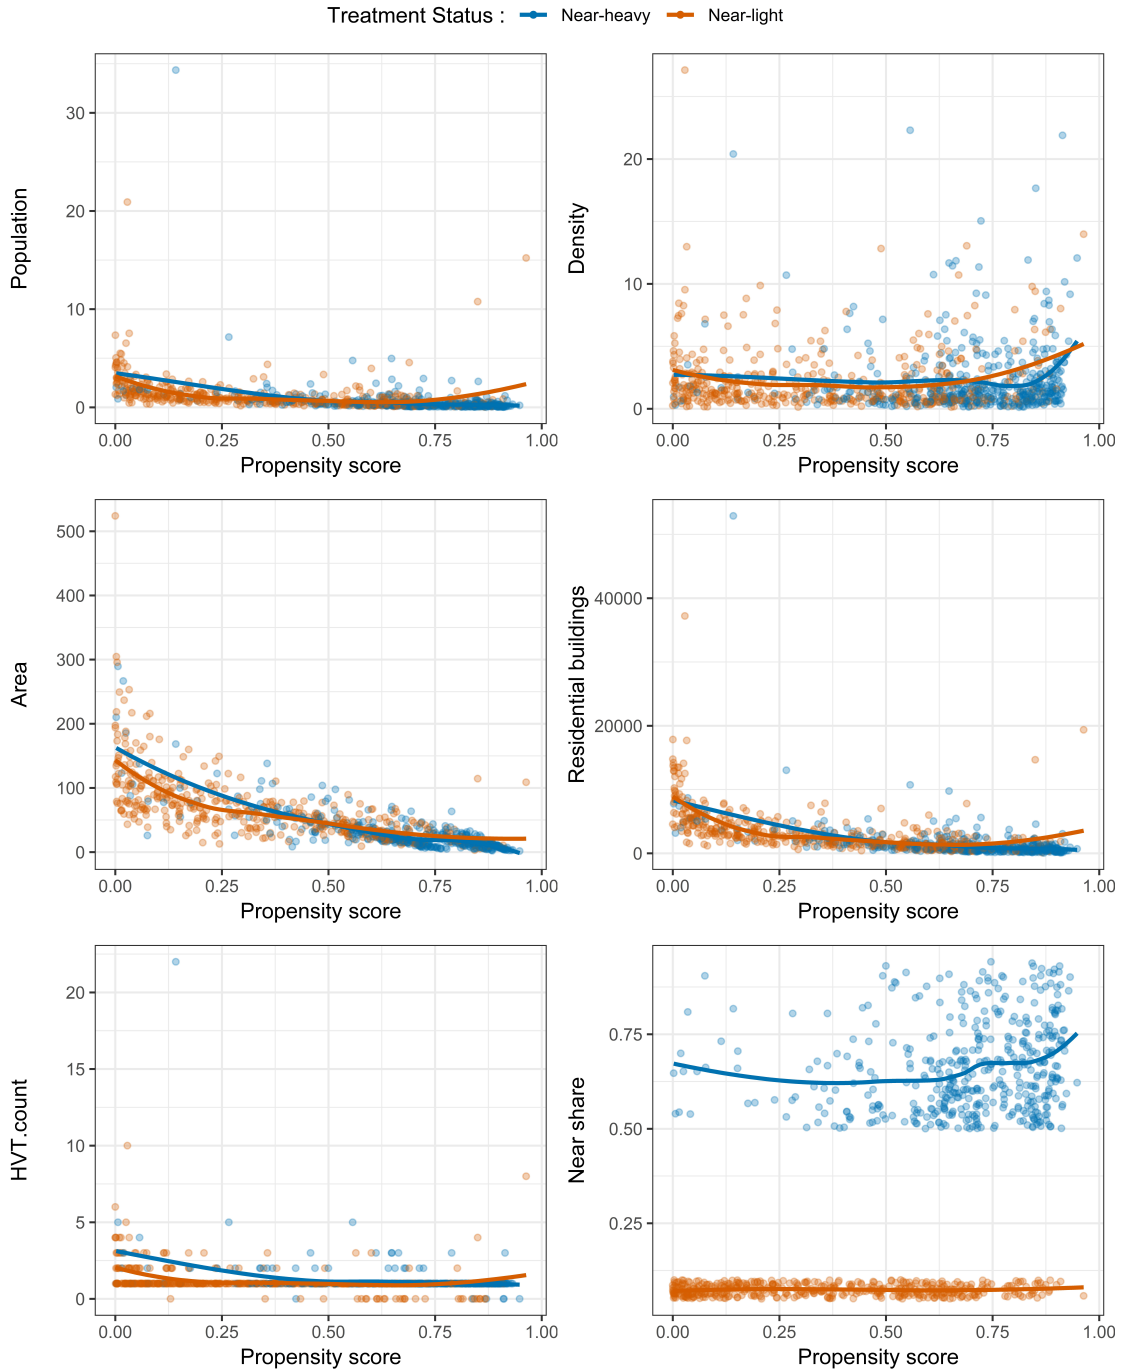 Treatment Status : Near-heavy Near-light
Population
30
20
10
0
0.00 0.25 0.50 0.75 1.00
Propensity score
Density
20
10
0
0.00 0.25 0.50 0.75 1.00
Propensity score
Area
500
400
300
200
100
0
0.00 0.25 0.50 0.75 1.00
Propensity score
Residential buildings
40000
20000
0
0.00 0.25 0.50 0.75 1.00
Propensity score
HVT.count
20
15
10
5
0
0.00 0.25 0.50 0.75 1.00
Propensity score
Near share
0.75
0.50
0.25
0.00 0.25 0.50 0.75 1.00
Propensity score